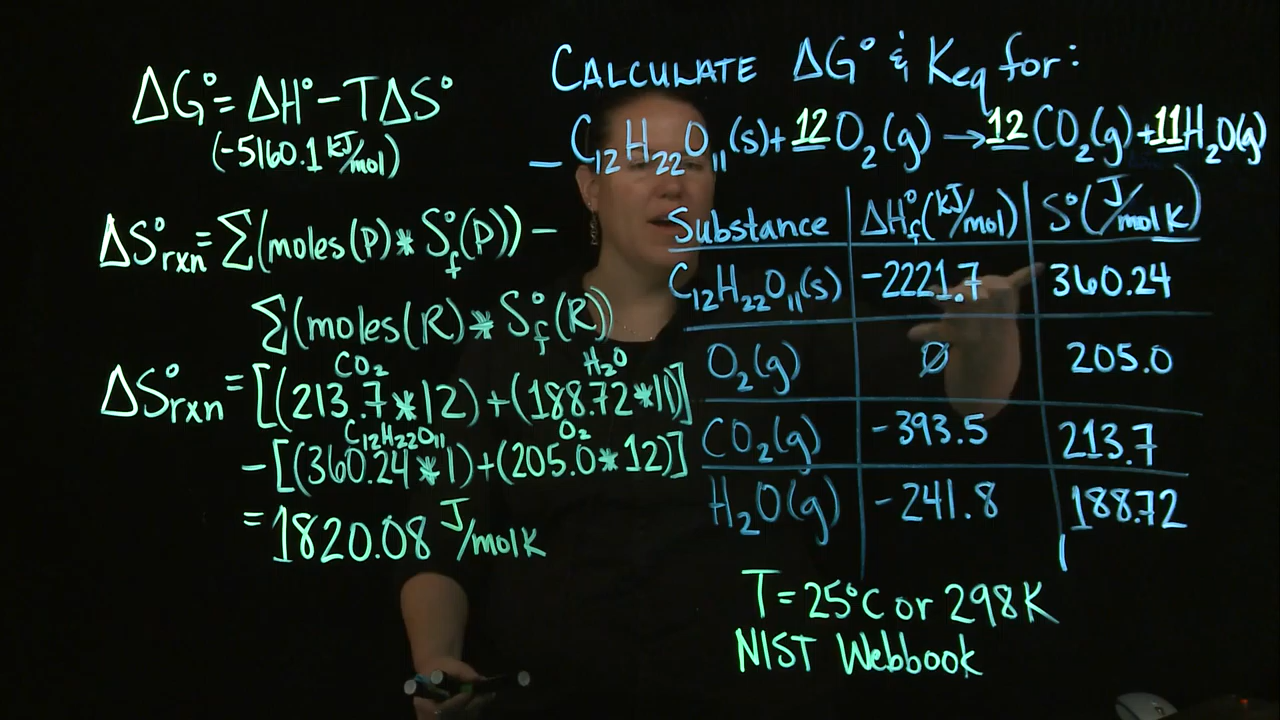 CALCULATE ΔG° & Keq for:
_ C₁₂H₂₂O₁₁(s) + 12 O₂(g) → 12 CO₂(g) + 11 H₂O(g)
ΔG° = ΔH° - TΔS°
(-5160.1 kJ/mol)
ΔS°rxn = Σ(moles(P) * S°f(P)) -
Σ(moles(R) * S°f(R))
CO₂ H₂O
ΔS°rxn = [(213.7 * 12) + (188.72 * 11)]
C₁₂H₂₂O₁₁ O₂
- [(360.24 * 1) + (205.0 * 12)]
= 1820.08 J/mol K
Substance ΔH°f (kJ/mol) S° (J/mol K)
C₁₂H₂₂O₁₁(s) -2221.7 360.24
O₂(g) Ø 205.0
CO₂(g) -393.5 213.7
H₂O(g) -241.8 188.72
T = 25°C or 298 K
NIST Webbook